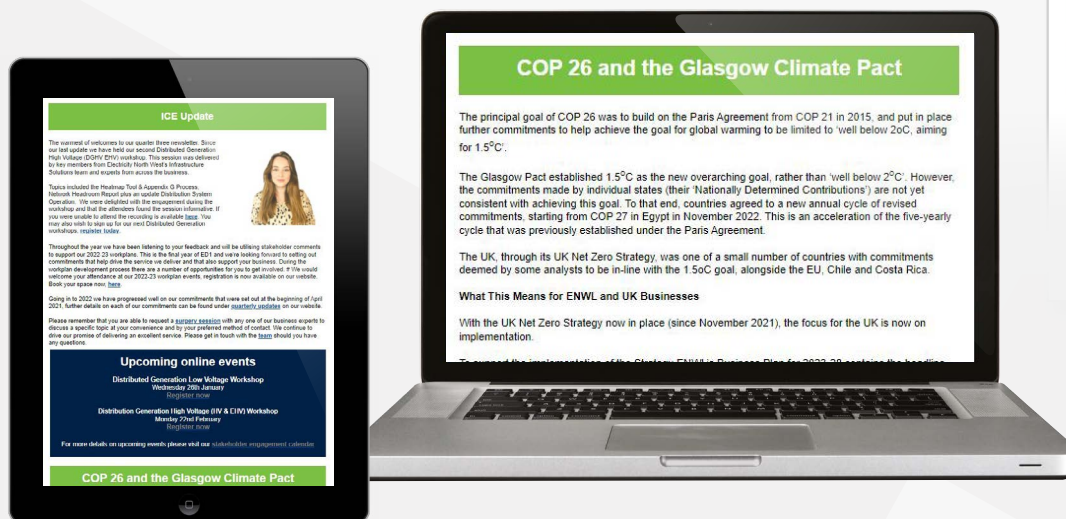 ICE Update
The warmest of welcomes to our quarter three newsletter. Since
our last update we have held our second Distributed Generation
High Voltage (DGHV EHV) workshop. This session was delivered
by key members from Electricity North West's Infrastructure
Solutions team and experts from across the business.
Topics included the Heatmap Tool & Appendix G Process,
Network Headroom Report plus an update Distribution System
Operation. We were delighted with the engagement during the
workshop and that the attendees found the session informative. If
you were unable to attend the recording is available here. You
may also wish to sign up for our next Distributed Generation
workshops, register today.
Throughout the year we have been listening to your feedback and will be utilising stakeholder comments
to support our 2022 23 workplans. This is the final year of ED1 and we're looking forward to setting out
commitments that help drive the service we deliver and that also support your business. During the
workplan development process there are a number of opportunities for you to get involved. # We would
welcome your attendance at our 2022-23 workplan events, registration is now available on our website.
Book your space now, here.
Going in to 2022 we have progressed well on our commitments that were set out at the beginning of April
2021, further details on each of our commitments can be found under quarterly updates on our website.
Please remember that you are able to request a surgery session with any one of our business experts to
discuss a specific topic at your convenience and by your preferred method of contact. We continue to
drive our promise of delivering an excellent service. Please get in touch with the team should you have
any questions.
Upcoming online events
Distributed Generation Low Voltage Workshop
Wednesday 26th January
Register now
Distribution Generation High Voltage (HV & EHV) Workshop
Monday 22nd February
Register now
For more details on upcoming events please visit our stakeholder engagement calendar
COP 26 and the Glasgow Climate Pact
COP 26 and the Glasgow Climate Pact
The principal goal of COP 26 was to build on the Paris Agreement from COP 21 in 2015, and put in place
further commitments to help achieve the goal for global warming to be limited to 'well below 2oC, aiming
for 1.5⁰C'.
The Glasgow Pact established 1.5⁰C as the new overarching goal, rather than 'well below 2⁰C'. However,
the commitments made by individual states (their 'Nationally Determined Contributions') are not yet
consistent with achieving this goal. To that end, countries agreed to a new annual cycle of revised
commitments, starting from COP 27 in Egypt in November 2022. This is an acceleration of the five-yearly
cycle that was previously established under the Paris Agreement.
The UK, through its UK Net Zero Strategy, was one of a small number of countries with commitments
deemed by some analysts to be in-line with the 1.5oC goal, alongside the EU, Chile and Costa Rica.
What This Means for ENWL and UK Businesses
With the UK Net Zero Strategy now in place (since November 2021), the focus for the UK is now on
implementation.